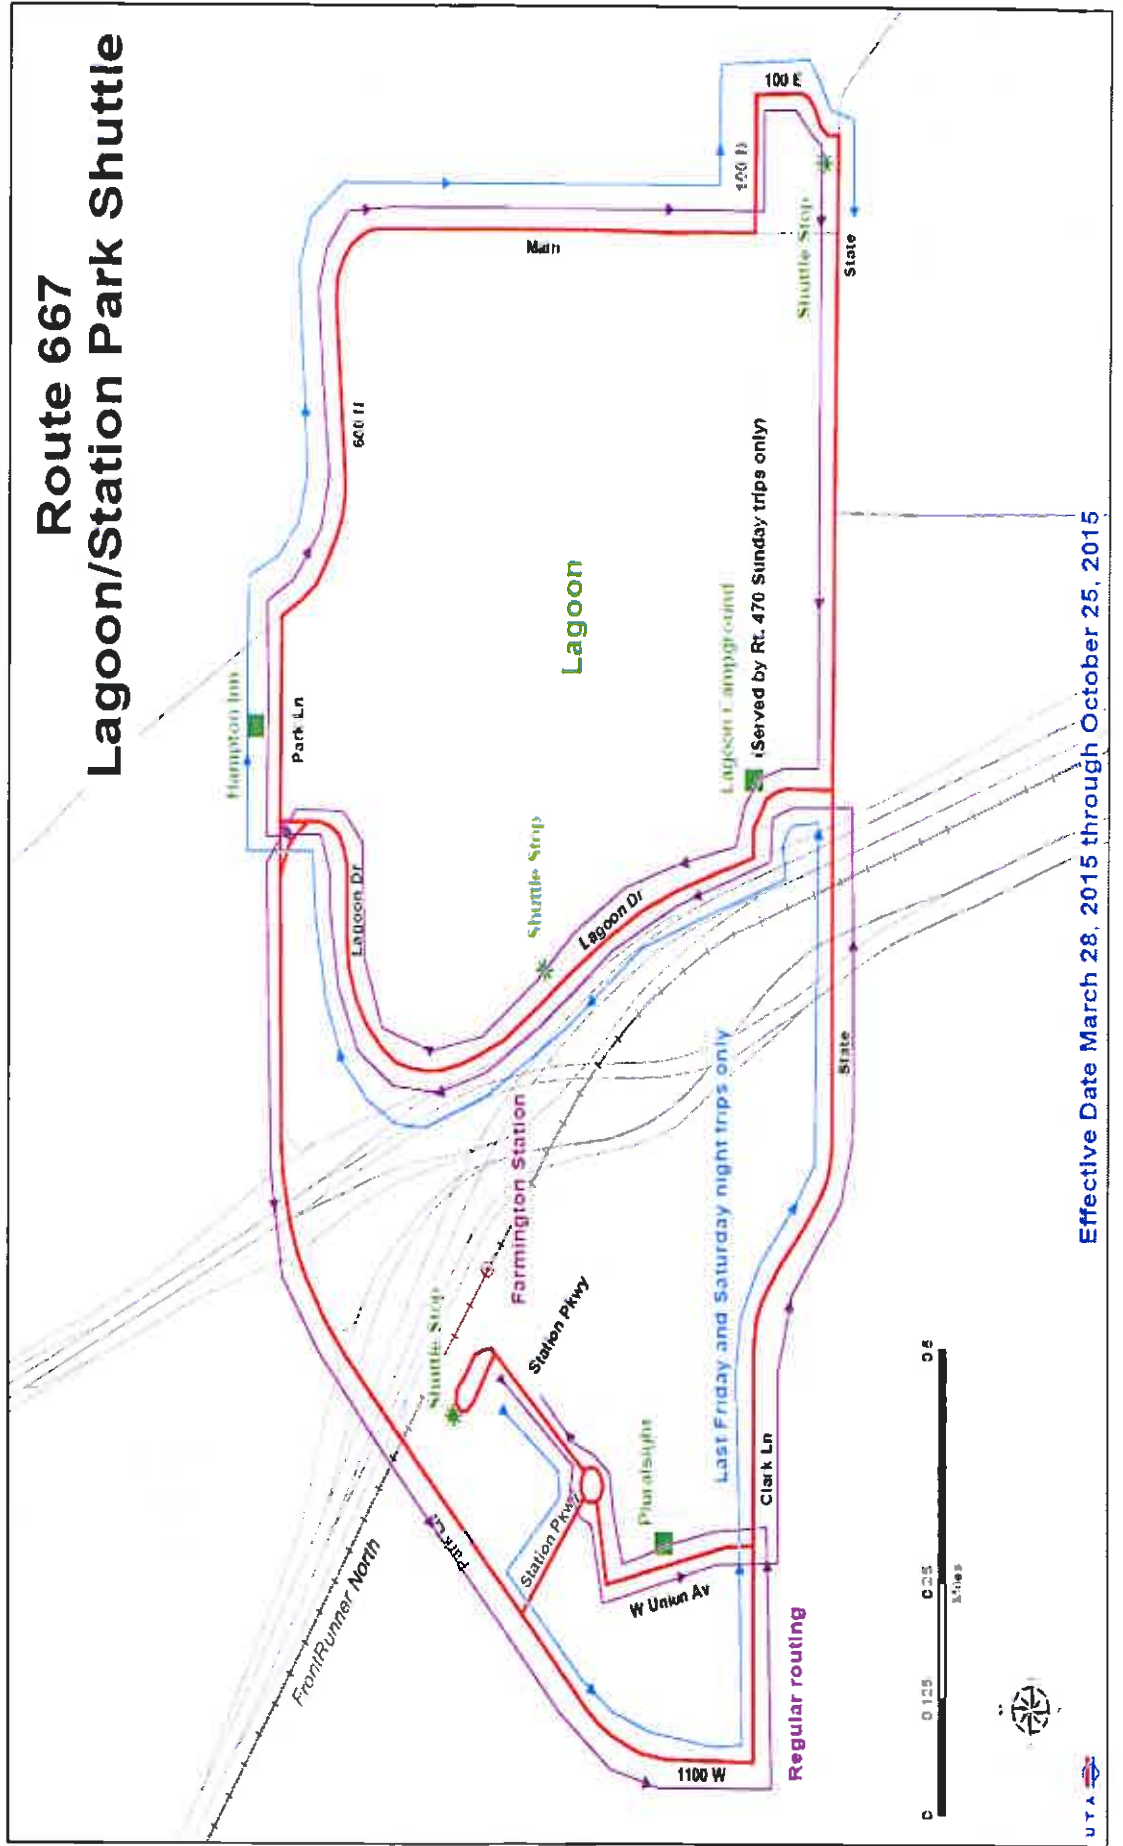 Route 667
Lagoon/Station Park Shuttle
100 E
100 N
Main
Shuttle Stop
State
600 N
Hampton Inn
Park Ln
Lagoon
Lagoon Campground
(Served by Rt. 470 Sunday trips only)
Shuttle Stop
Lagoon Dr
Lagoon Dr
State
Farmington Station
Shuttle Stop
Station Pkwy
Last Friday and Saturday night trips only
Pluralsight
Clark Ln
Station Pkwy
Park Ln
FrontRunner North
W Union Av
Regular routing
1100 W
0 0.125 0.25 0.5
Miles
UTA
Effective Date March 28, 2015 through October 25, 2015